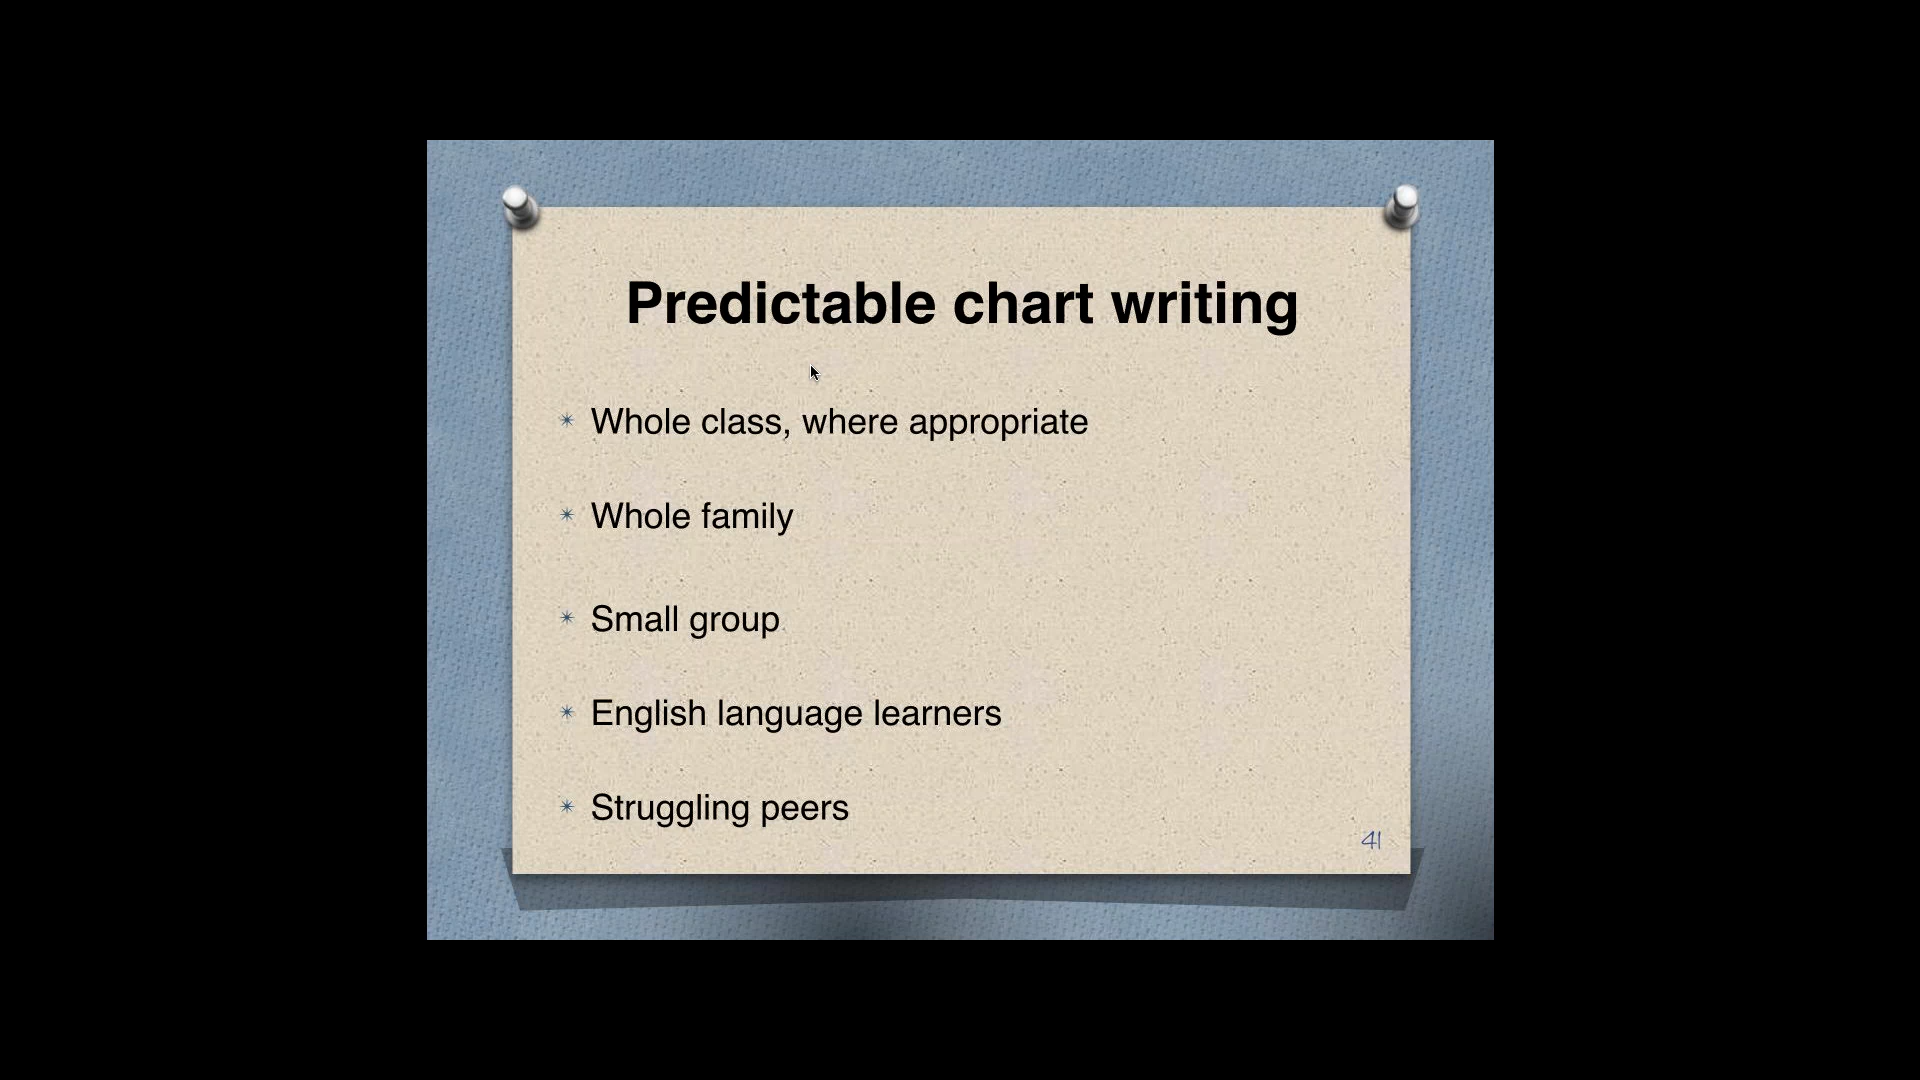 Predictable chart writing
Whole class, where appropriate
Whole family
Small group
English language learners
Struggling peers
41